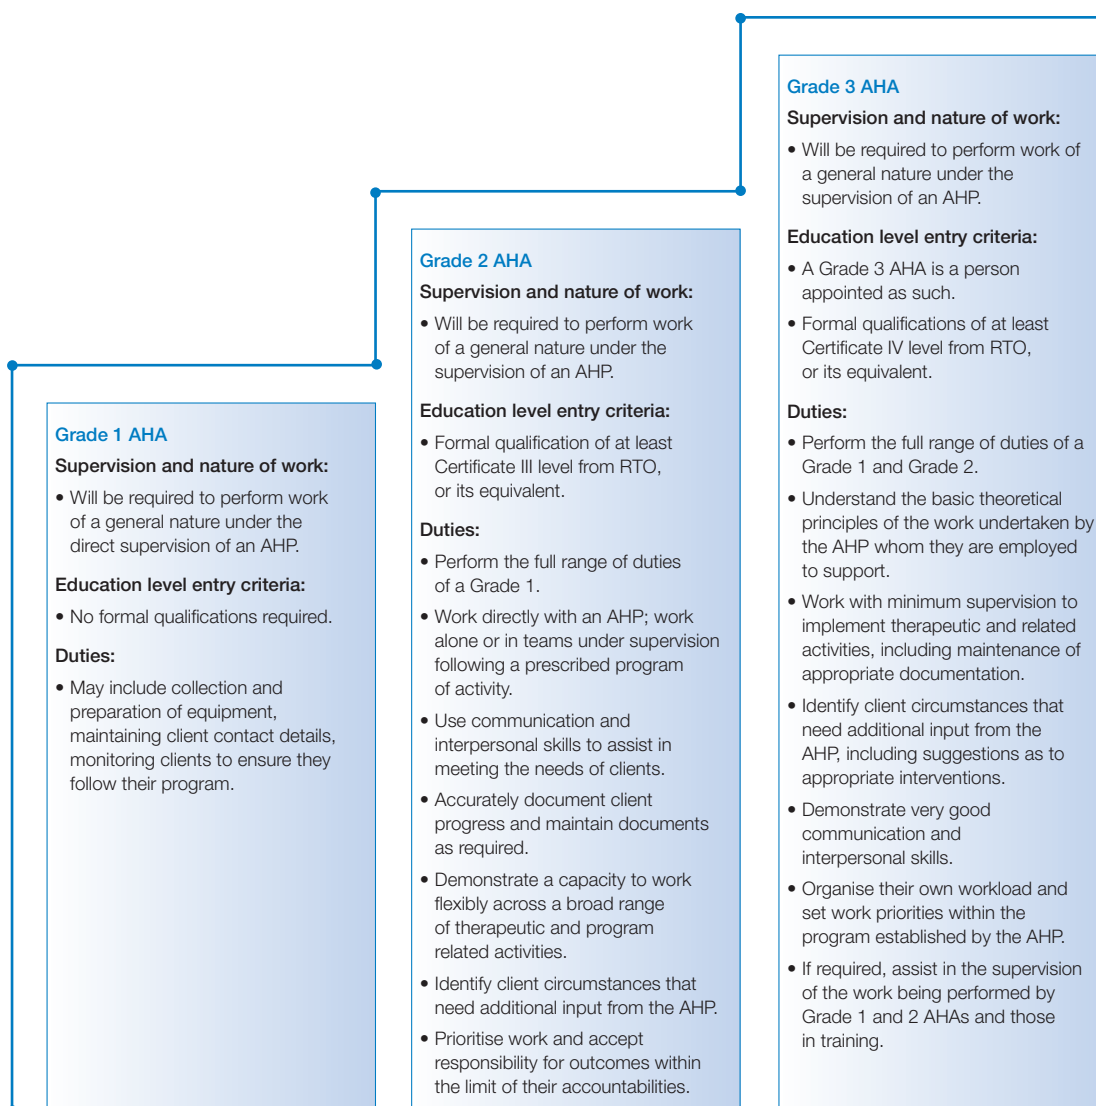 Grade 1 AHA
Supervision and nature of work:
• Will be required to perform work
of a general nature under the
direct supervision of an AHP.
Education level entry criteria:
• No formal qualifications required.
Duties:
• May include collection and
preparation of equipment,
maintaining client contact details,
monitoring clients to ensure they
follow their program.
Grade 2 AHA
Supervision and nature of work:
• Will be required to perform work
of a general nature under the
supervision of an AHP.
Education level entry criteria:
• Formal qualification of at least
Certificate III level from RTO,
or its equivalent.
Duties:
• Perform the full range of duties
of a Grade 1.
• Work directly with an AHP; work
alone or in teams under supervision
following a prescribed program
of activity.
• Use communication and
interpersonal skills to assist in
meeting the needs of clients.
• Accurately document client
progress and maintain documents
as required.
• Demonstrate a capacity to work
flexibly across a broad range
of therapeutic and program
related activities.
• Identify client circumstances that
need additional input from the AHP.
• Prioritise work and accept
responsibility for outcomes within
the limit of their accountabilities.
Grade 3 AHA
Supervision and nature of work:
• Will be required to perform work of
a general nature under the
supervision of an AHP.
Education level entry criteria:
• A Grade 3 AHA is a person
appointed as such.
• Formal qualifications of at least
Certificate IV level from RTO,
or its equivalent.
Duties:
• Perform the full range of duties of a
Grade 1 and Grade 2.
• Understand the basic theoretical
principles of the work undertaken by
the AHP whom they are employed
to support.
• Work with minimum supervision to
implement therapeutic and related
activities, including maintenance of
appropriate documentation.
• Identify client circumstances that
need additional input from the
AHP, including suggestions as to
appropriate interventions.
• Demonstrate very good
communication and
interpersonal skills.
• Organise their own workload and
set work priorities within the
program established by the AHP.
• If required, assist in the supervision
of the work being performed by
Grade 1 and 2 AHAs and those
in training.